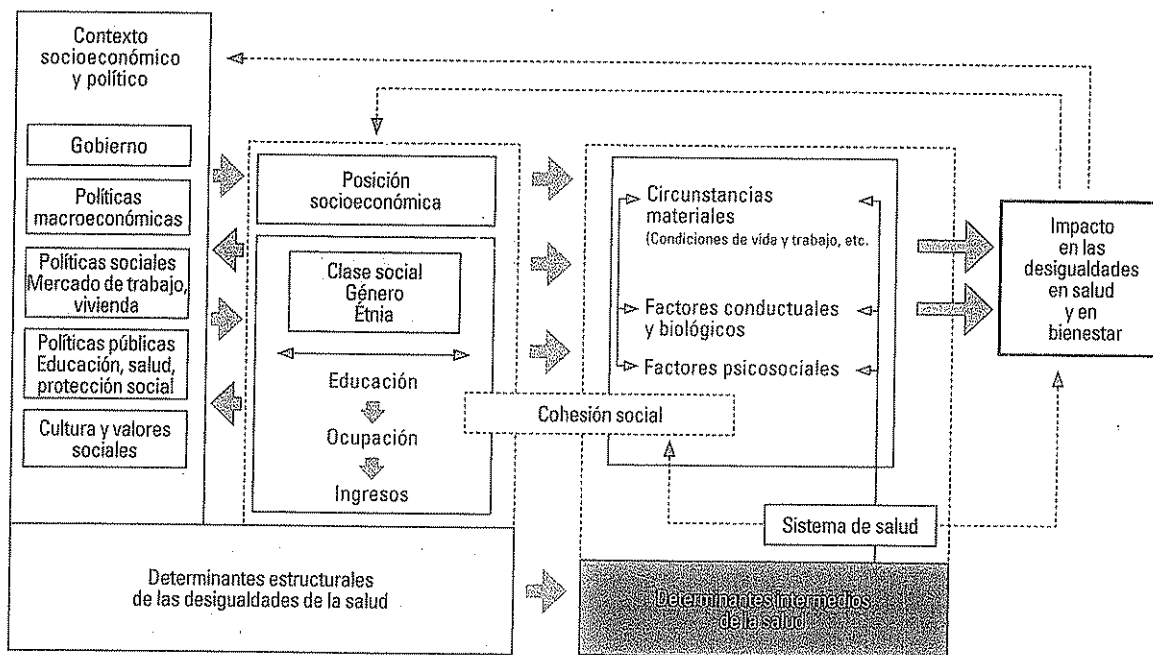 Contexto
socioeconómico
y político
Gobierno
Políticas
macroeconómicas
Políticas sociales
Mercado de trabajo,
vivienda
Políticas públicas
Educación, salud,
protección social
Cultura y valores
sociales
Posición
socioeconómica
Clase social
Género
Étnia
Educación
Ocupación
Ingresos
Cohesión social
Circunstancias
materiales
(Condiciones de vida y trabajo, etc.
Factores conductuales
y biológicos
Factores psicosociales
Sistema de salud
Impacto
en las
desigualdades
en salud
y en
bienestar
Determinantes estructurales
de las desigualdades de la salud
Determinantes intermedios
de la salud